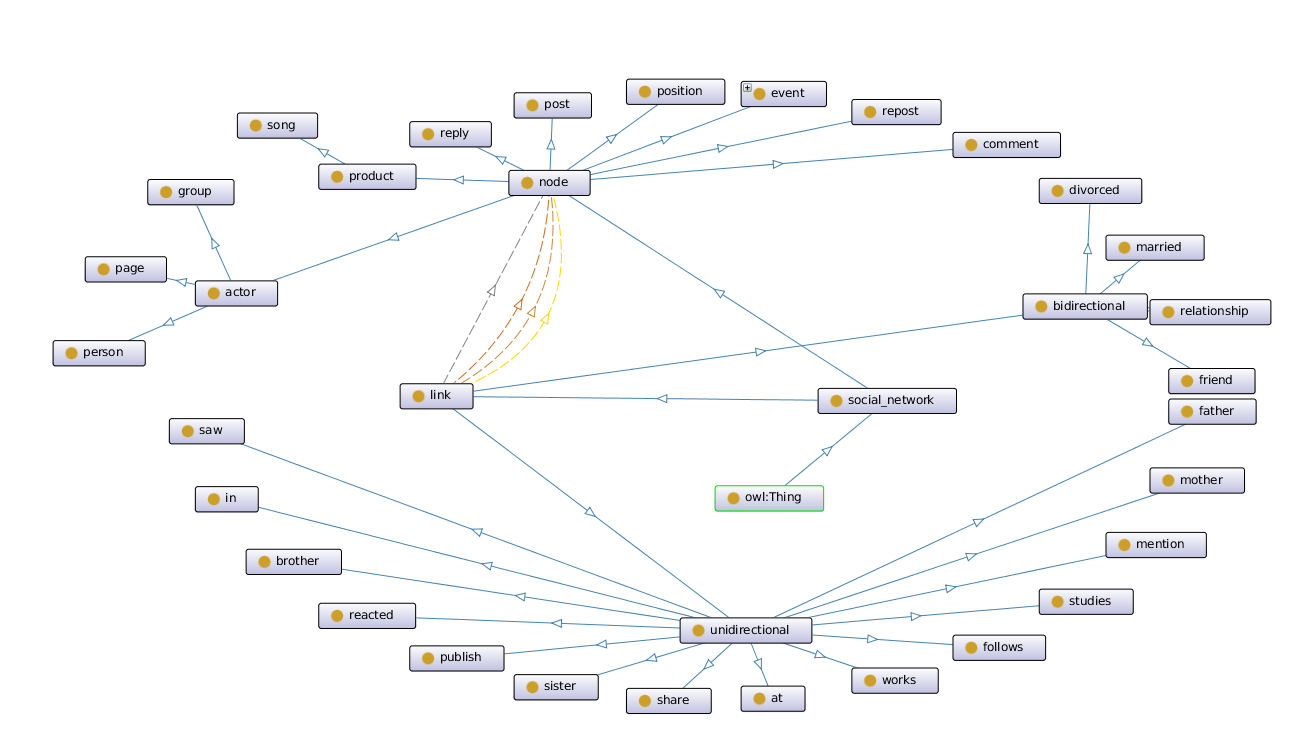 position
event
post
repost
song
reply
comment
product
node
group
divorced
married
page
actor
bidirectional
relationship
person
friend
link
social_network
father
saw
mother
in
owl:Thing
mention
brother
studies
reacted
unidirectional
follows
publish
works
sister
share
at